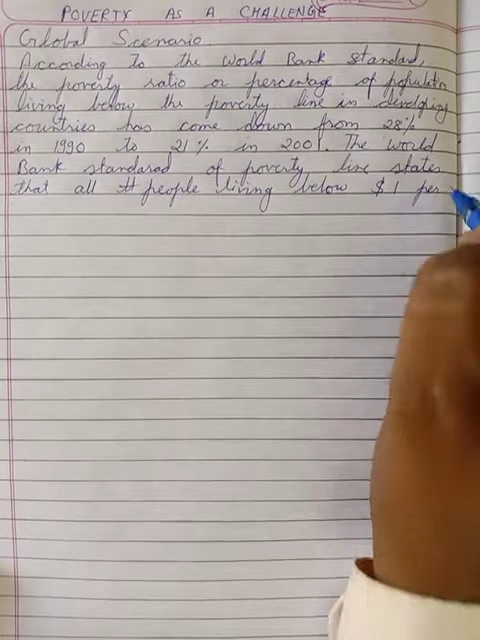 POVERTY AS A CHALLENGE
Global Scenario.
According To the World Bank standard,
the poverty ratio or percentage of population
living below the poverty line in developing
countries has come down from 28%
in 1990 to 21% in 2001. The world
Bank standarad of poverty line states
that all tt people living below $1 per